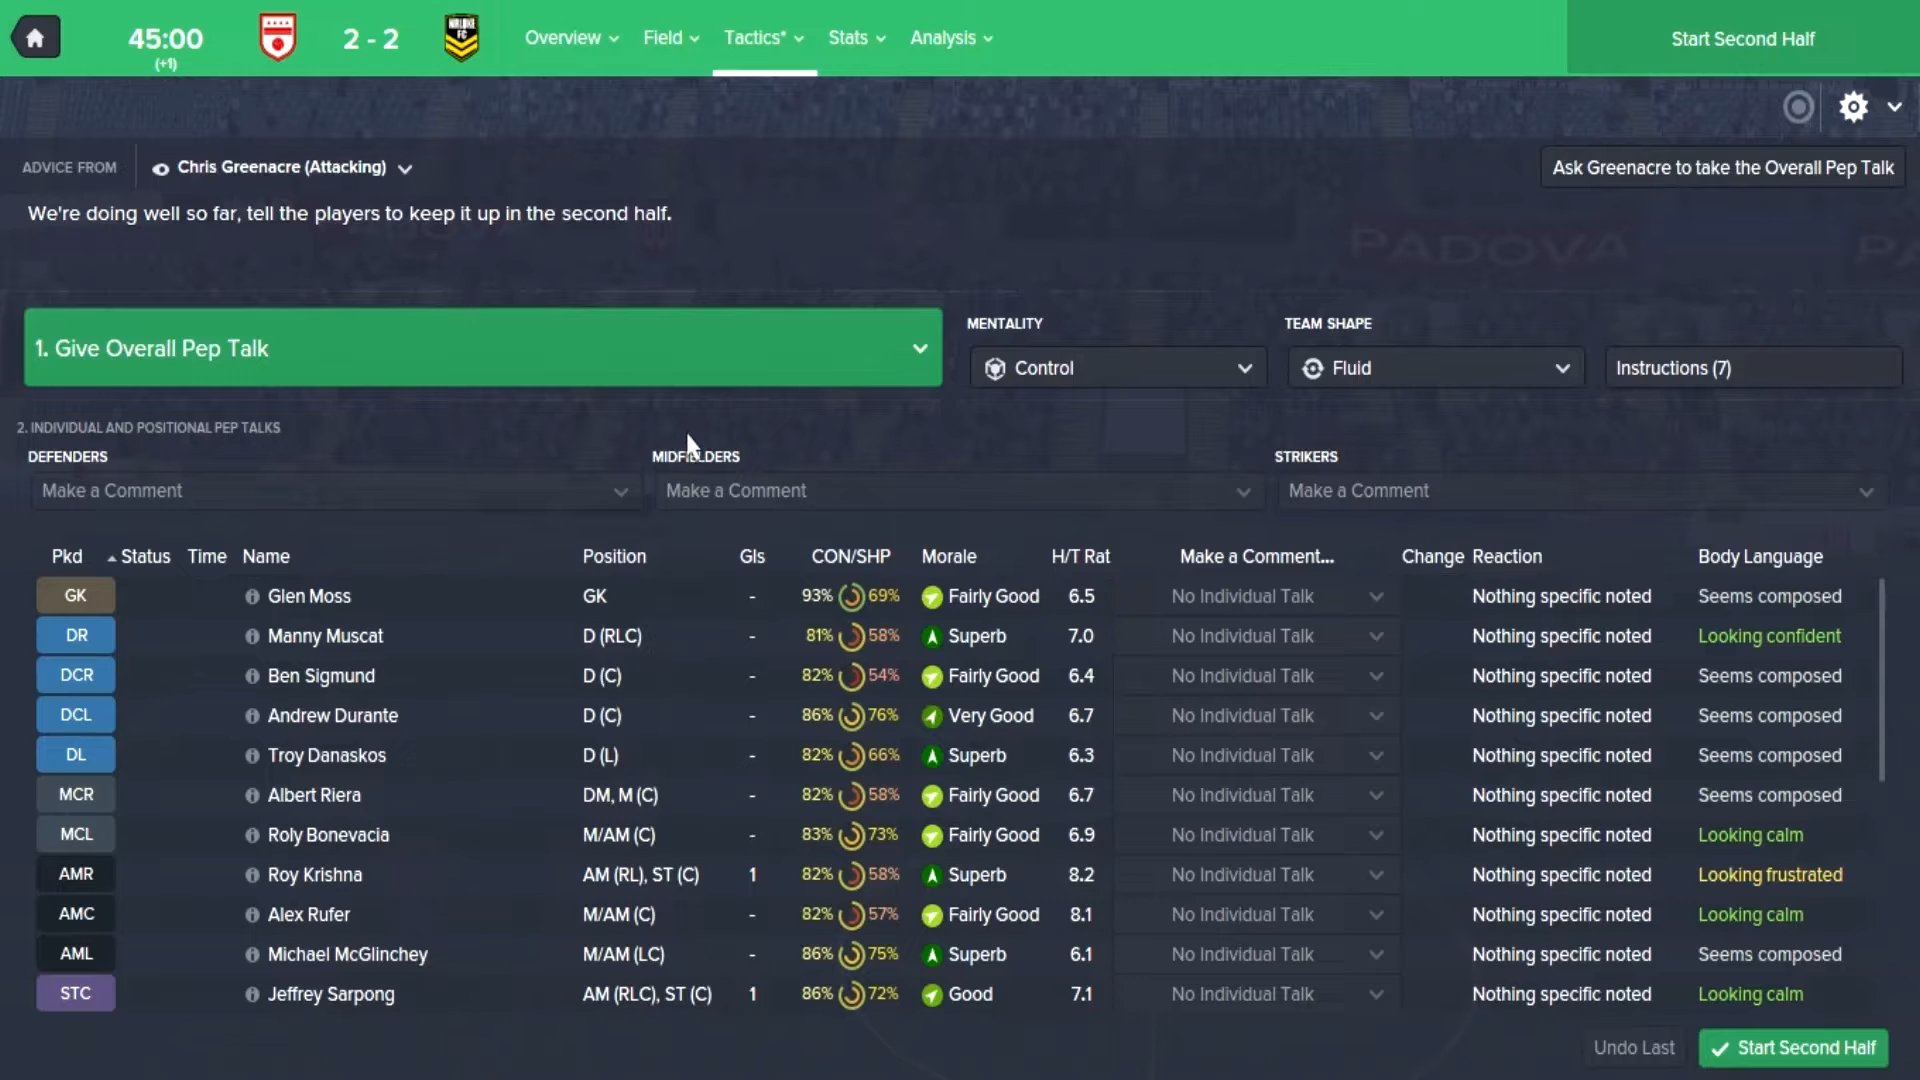 45:00
(+1)
2 - 2
Overview
Field
Tactics*
Stats
Analysis
Start Second Half
ADVICE FROM
Chris Greenacre (Attacking)
Ask Greenacre to take the Overall Pep Talk
We're doing well so far, tell the players to keep it up in the second half.
PADOVA
1. Give Overall Pep Talk
MENTALITY
Control
TEAM SHAPE
Fluid
Instructions (7)
2. INDIVIDUAL AND POSITIONAL PEP TALKS
DEFENDERS
MIDFIELDERS
STRIKERS
Make a Comment
Make a Comment
Make a Comment
Pkd Status Time Name Position Gls CON/SHP Morale H/T Rat Make a Comment... Change Reaction Body Language
GK Glen Moss GK - 93% 69% Fairly Good 6.5 No Individual Talk Nothing specific noted Seems composed
DR Manny Muscat D (RLC) - 81% 58% Superb 7.0 No Individual Talk Nothing specific noted Looking confident
DCR Ben Sigmund D (C) - 82% 54% Fairly Good 6.4 No Individual Talk Nothing specific noted Seems composed
DCL Andrew Durante D (C) - 86% 76% Very Good 6.7 No Individual Talk Nothing specific noted Seems composed
DL Troy Danaskos D (L) - 82% 66% Superb 6.3 No Individual Talk Nothing specific noted Seems composed
MCR Albert Riera DM, M (C) - 82% 58% Fairly Good 6.7 No Individual Talk Nothing specific noted Seems composed
MCL Roly Bonevacia M/AM (C) - 83% 73% Fairly Good 6.9 No Individual Talk Nothing specific noted Looking calm
AMR Roy Krishna AM (RL), ST (C) 1 82% 58% Superb 8.2 No Individual Talk Nothing specific noted Looking frustrated
AMC Alex Rufer M/AM (C) - 82% 57% Fairly Good 8.1 No Individual Talk Nothing specific noted Looking calm
AML Michael McGlinchey M/AM (LC) - 86% 75% Superb 6.1 No Individual Talk Nothing specific noted Seems composed
STC Jeffrey Sarpong AM (RLC), ST (C) 1 86% 72% Good 7.1 No Individual Talk Nothing specific noted Looking calm
Undo Last
Start Second Half